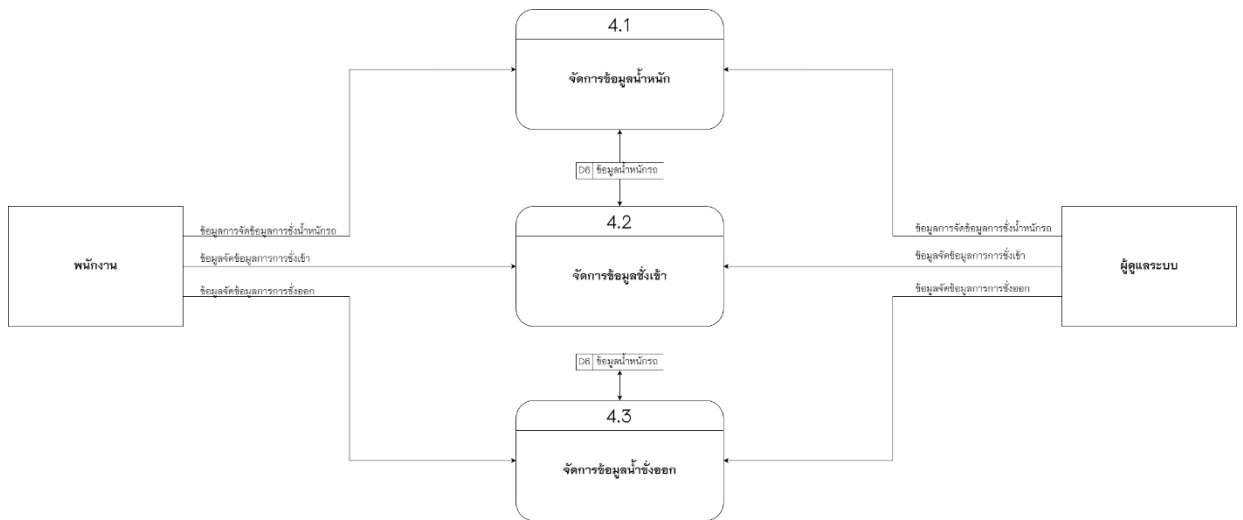 4.1
จัดการข้อมูลน้ำหนัก
D6 ข้อมูลน้ำหนักรถ
พนักงาน
ข้อมูลการจัดข้อมูลการชั่งน้ำหนักรถ
ข้อมูลจัดข้อมูลการการชั่งเข้า
ข้อมูลจัดข้อมูลการการชั่งออก
4.2
จัดการข้อมูลชั่งเข้า
ข้อมูลการจัดข้อมูลการชั่งน้ำหนักรถ
ข้อมูลจัดข้อมูลการการชั่งเข้า
ข้อมูลจัดข้อมูลการการชั่งออก
ผู้ดูแลระบบ
D6 ข้อมูลน้ำหนักรถ
4.3
จัดการข้อมูลน้ำชั่งออก